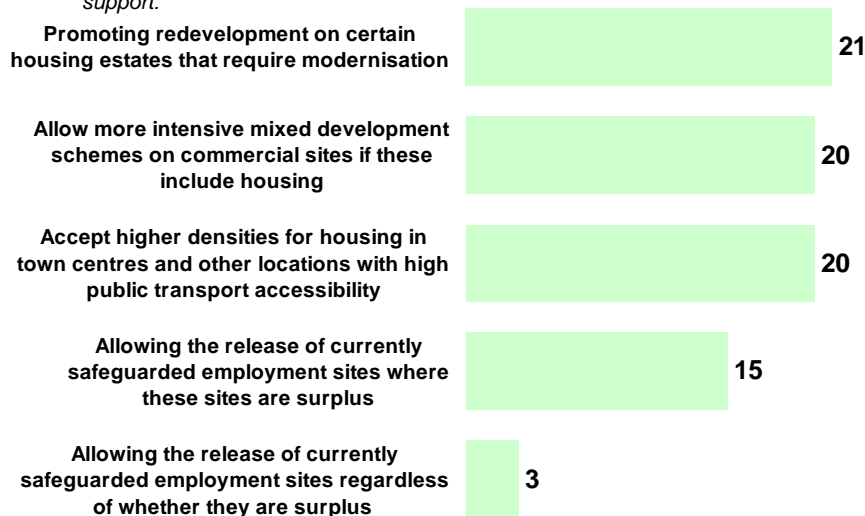 support.
Promoting redevelopment on certain
housing estates that require modernisation
21
Allow more intensive mixed development
schemes on commercial sites if these
include housing
20
Accept higher densities for housing in
town centres and other locations with high
public transport accessibility
20
Allowing the release of currently
safeguarded employment sites where
these sites are surplus
15
Allowing the release of currently
safeguarded employment sites regardless
of whether they are surplus
3